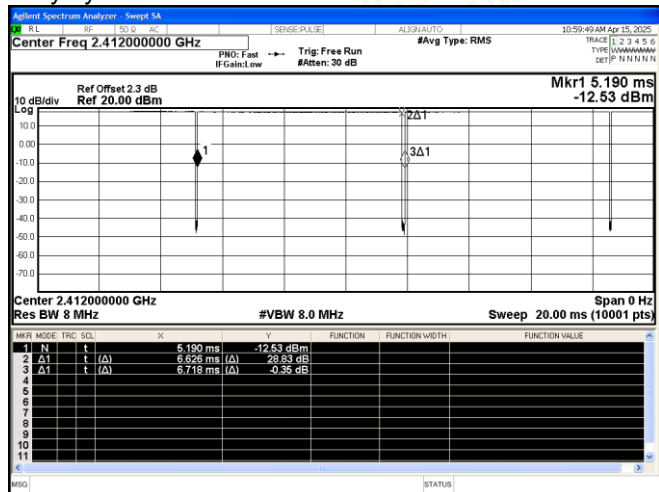 Agilent Spectrum Analyzer - Swept SA
RL RF 50 Ω AC SENSE:PULSE ALIGN AUTO 10:59:49 AM Apr 15, 2025
Center Freq 2.412000000 GHz #Avg Type: RMS TRACE 1 2 3 4 5 6
PNO: Fast Trig: Free Run TYPE
IFGain:Low #Atten: 30 dB DET P N N N N N
Mkr1 5.190 ms
Ref Offset 2.3 dB
10 dB/div Ref 20.00 dBm -12.53 dBm
Log
2Δ1
10.0
0.00
1
3Δ1
-10.0
-20.0
-30.0
-40.0
-50.0
-60.0
-70.0
Center 2.412000000 GHz Span 0 Hz
Res BW 8 MHz #VBW 8.0 MHz Sweep 20.00 ms (10001 pts)
MKR MODE TRC SCL X Y FUNCTION FUNCTION WIDTH FUNCTION VALUE
1 N t 5.190 ms -12.53 dBm
2 Δ1 t (Δ) 6.626 ms (Δ) 28.83 dB
3 Δ1 t (Δ) 6.718 ms (Δ) -0.35 dB
4
5
6
7
8
9
10
11
MSG STATUS